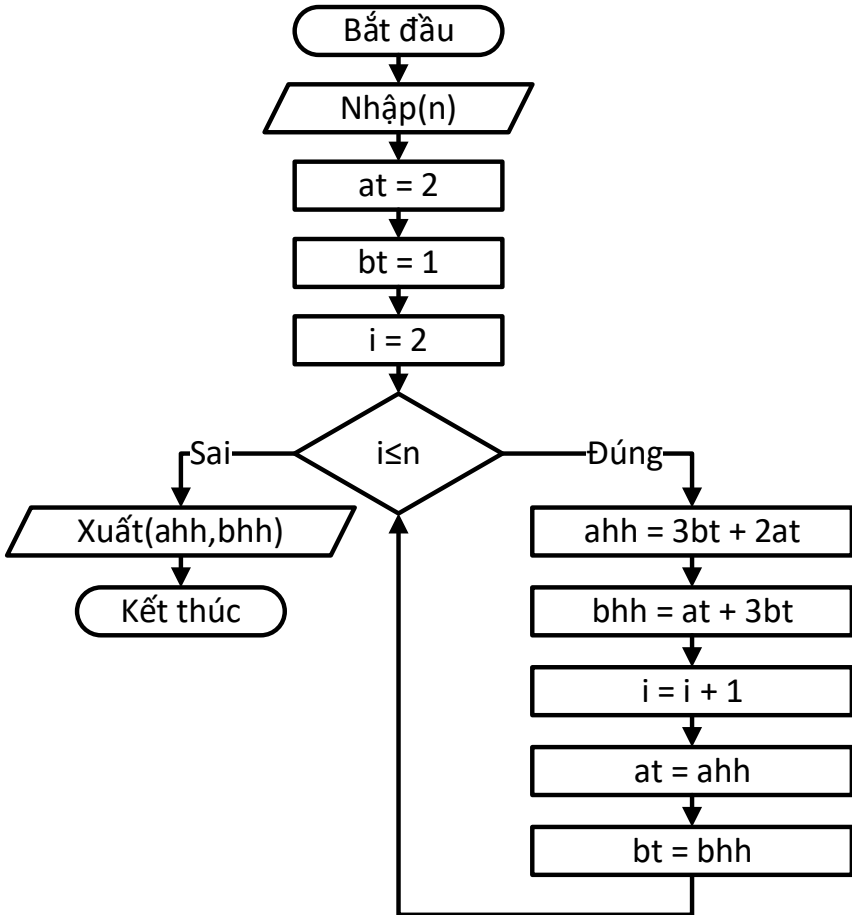 Bắt đầu
Nhập(n)
at = 2
bt = 1
i = 2
i≤n
Sai
Đúng
Xuất(ahh,bhh)
Kết thúc
ahh = 3bt + 2at
bhh = at + 3bt
i = i + 1
at = ahh
bt = bhh